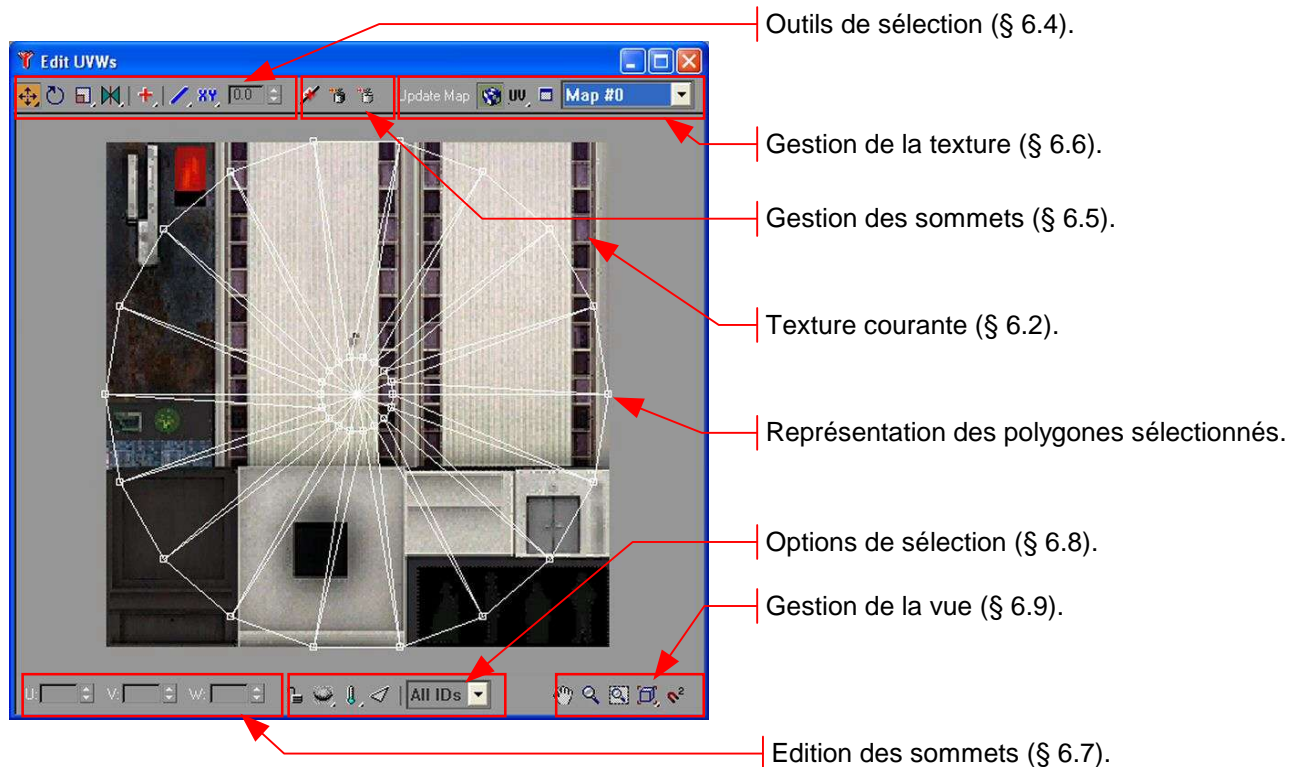 Outils de sélection (§ 6.4).
Edit UVWs
0.0
Update Map
UV
Map #0
XY
Gestion de la texture (§ 6.6).
Gestion des sommets (§ 6.5).
Texture courante (§ 6.2).
Représentation des polygones sélectionnés.
Options de sélection (§ 6.8).
Gestion de la vue (§ 6.9).
U:
V:
W:
All IDs
Edition des sommets (§ 6.7).